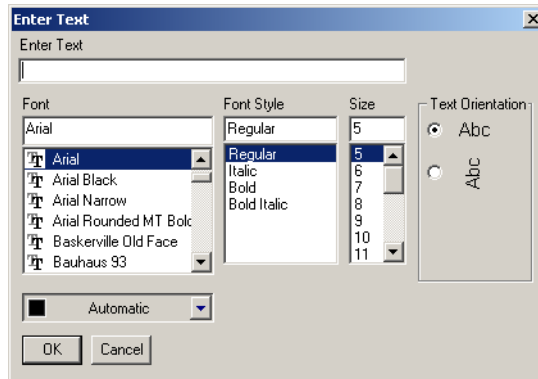 Enter Text
Enter Text
Font
Font Style
Size
Text Orientation
Arial
Regular
5
Abc
Arial
Arial Black
Arial Narrow
Arial Rounded MT Bolc
Baskerville Old Face
Bauhaus 93
Regular
Italic
Bold
Bold Italic
5
6
7
8
9
10
11
Abc
Automatic
OK
Cancel